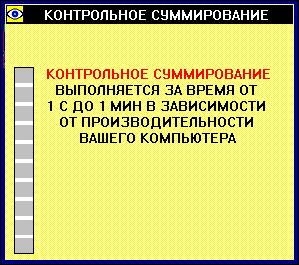 КОНТРОЛЬНОЕ СУММИРОВАНИЕ
КОНТРОЛЬНОЕ СУММИРОВАНИЕ
ВЫПОЛНЯЕТСЯ ЗА ВРЕМЯ ОТ
1 С ДО 1 МИН В ЗАВИСИМОСТИ
ОТ ПРОИЗВОДИТЕЛЬНОСТИ
ВАШЕГО КОМПЬЮТЕРА